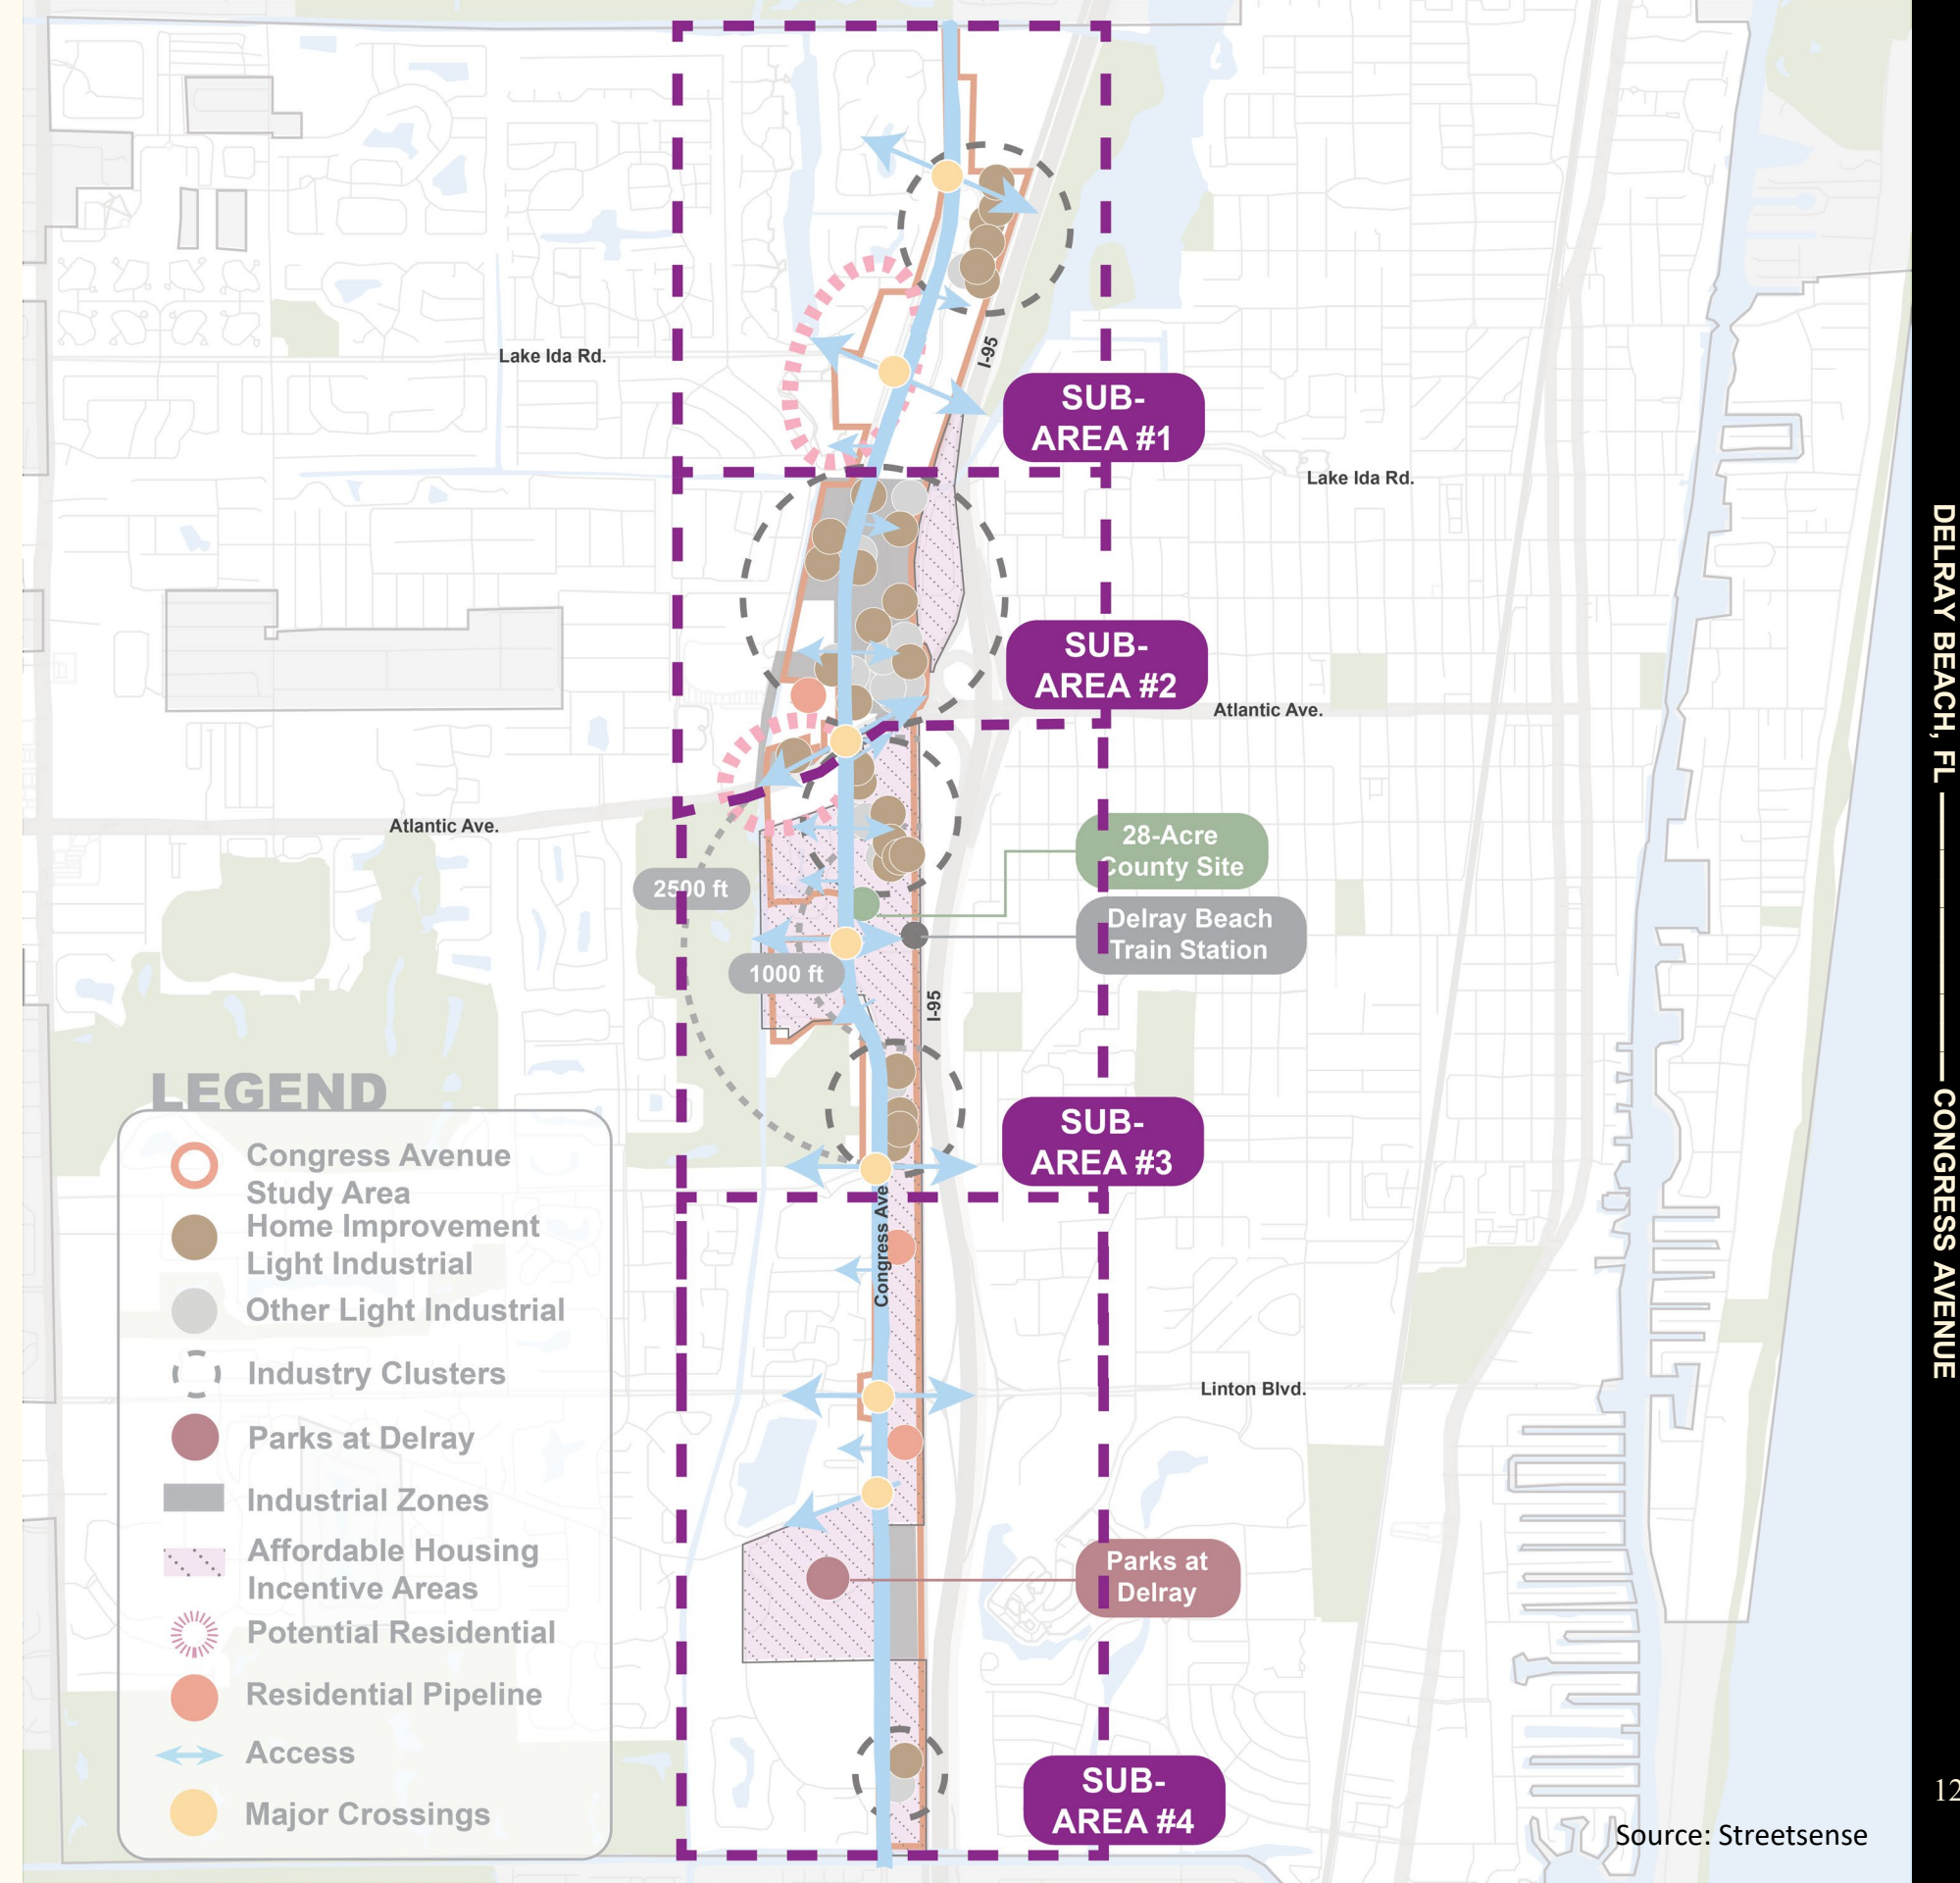 Lake Ida Rd.
I-95
SUB-
AREA #1
Lake Ida Rd.
SUB-
AREA #2
Atlantic Ave.
Atlantic Ave.
28-Acre
County Site
2500 ft
Delray Beach
Train Station
1000 ft
I-95
SUB-
AREA #3
Congress Ave
Linton Blvd.
Parks at
Delray
SUB-
AREA #4
LEGEND
Congress Avenue
Study Area
Home Improvement
Light Industrial
Other Light Industrial
Industry Clusters
Parks at Delray
Industrial Zones
Affordable Housing
Incentive Areas
Potential Residential
Residential Pipeline
Access
Major Crossings
DELRAY BEACH, FL
CONGRESS AVENUE
12
Source: Streetsense